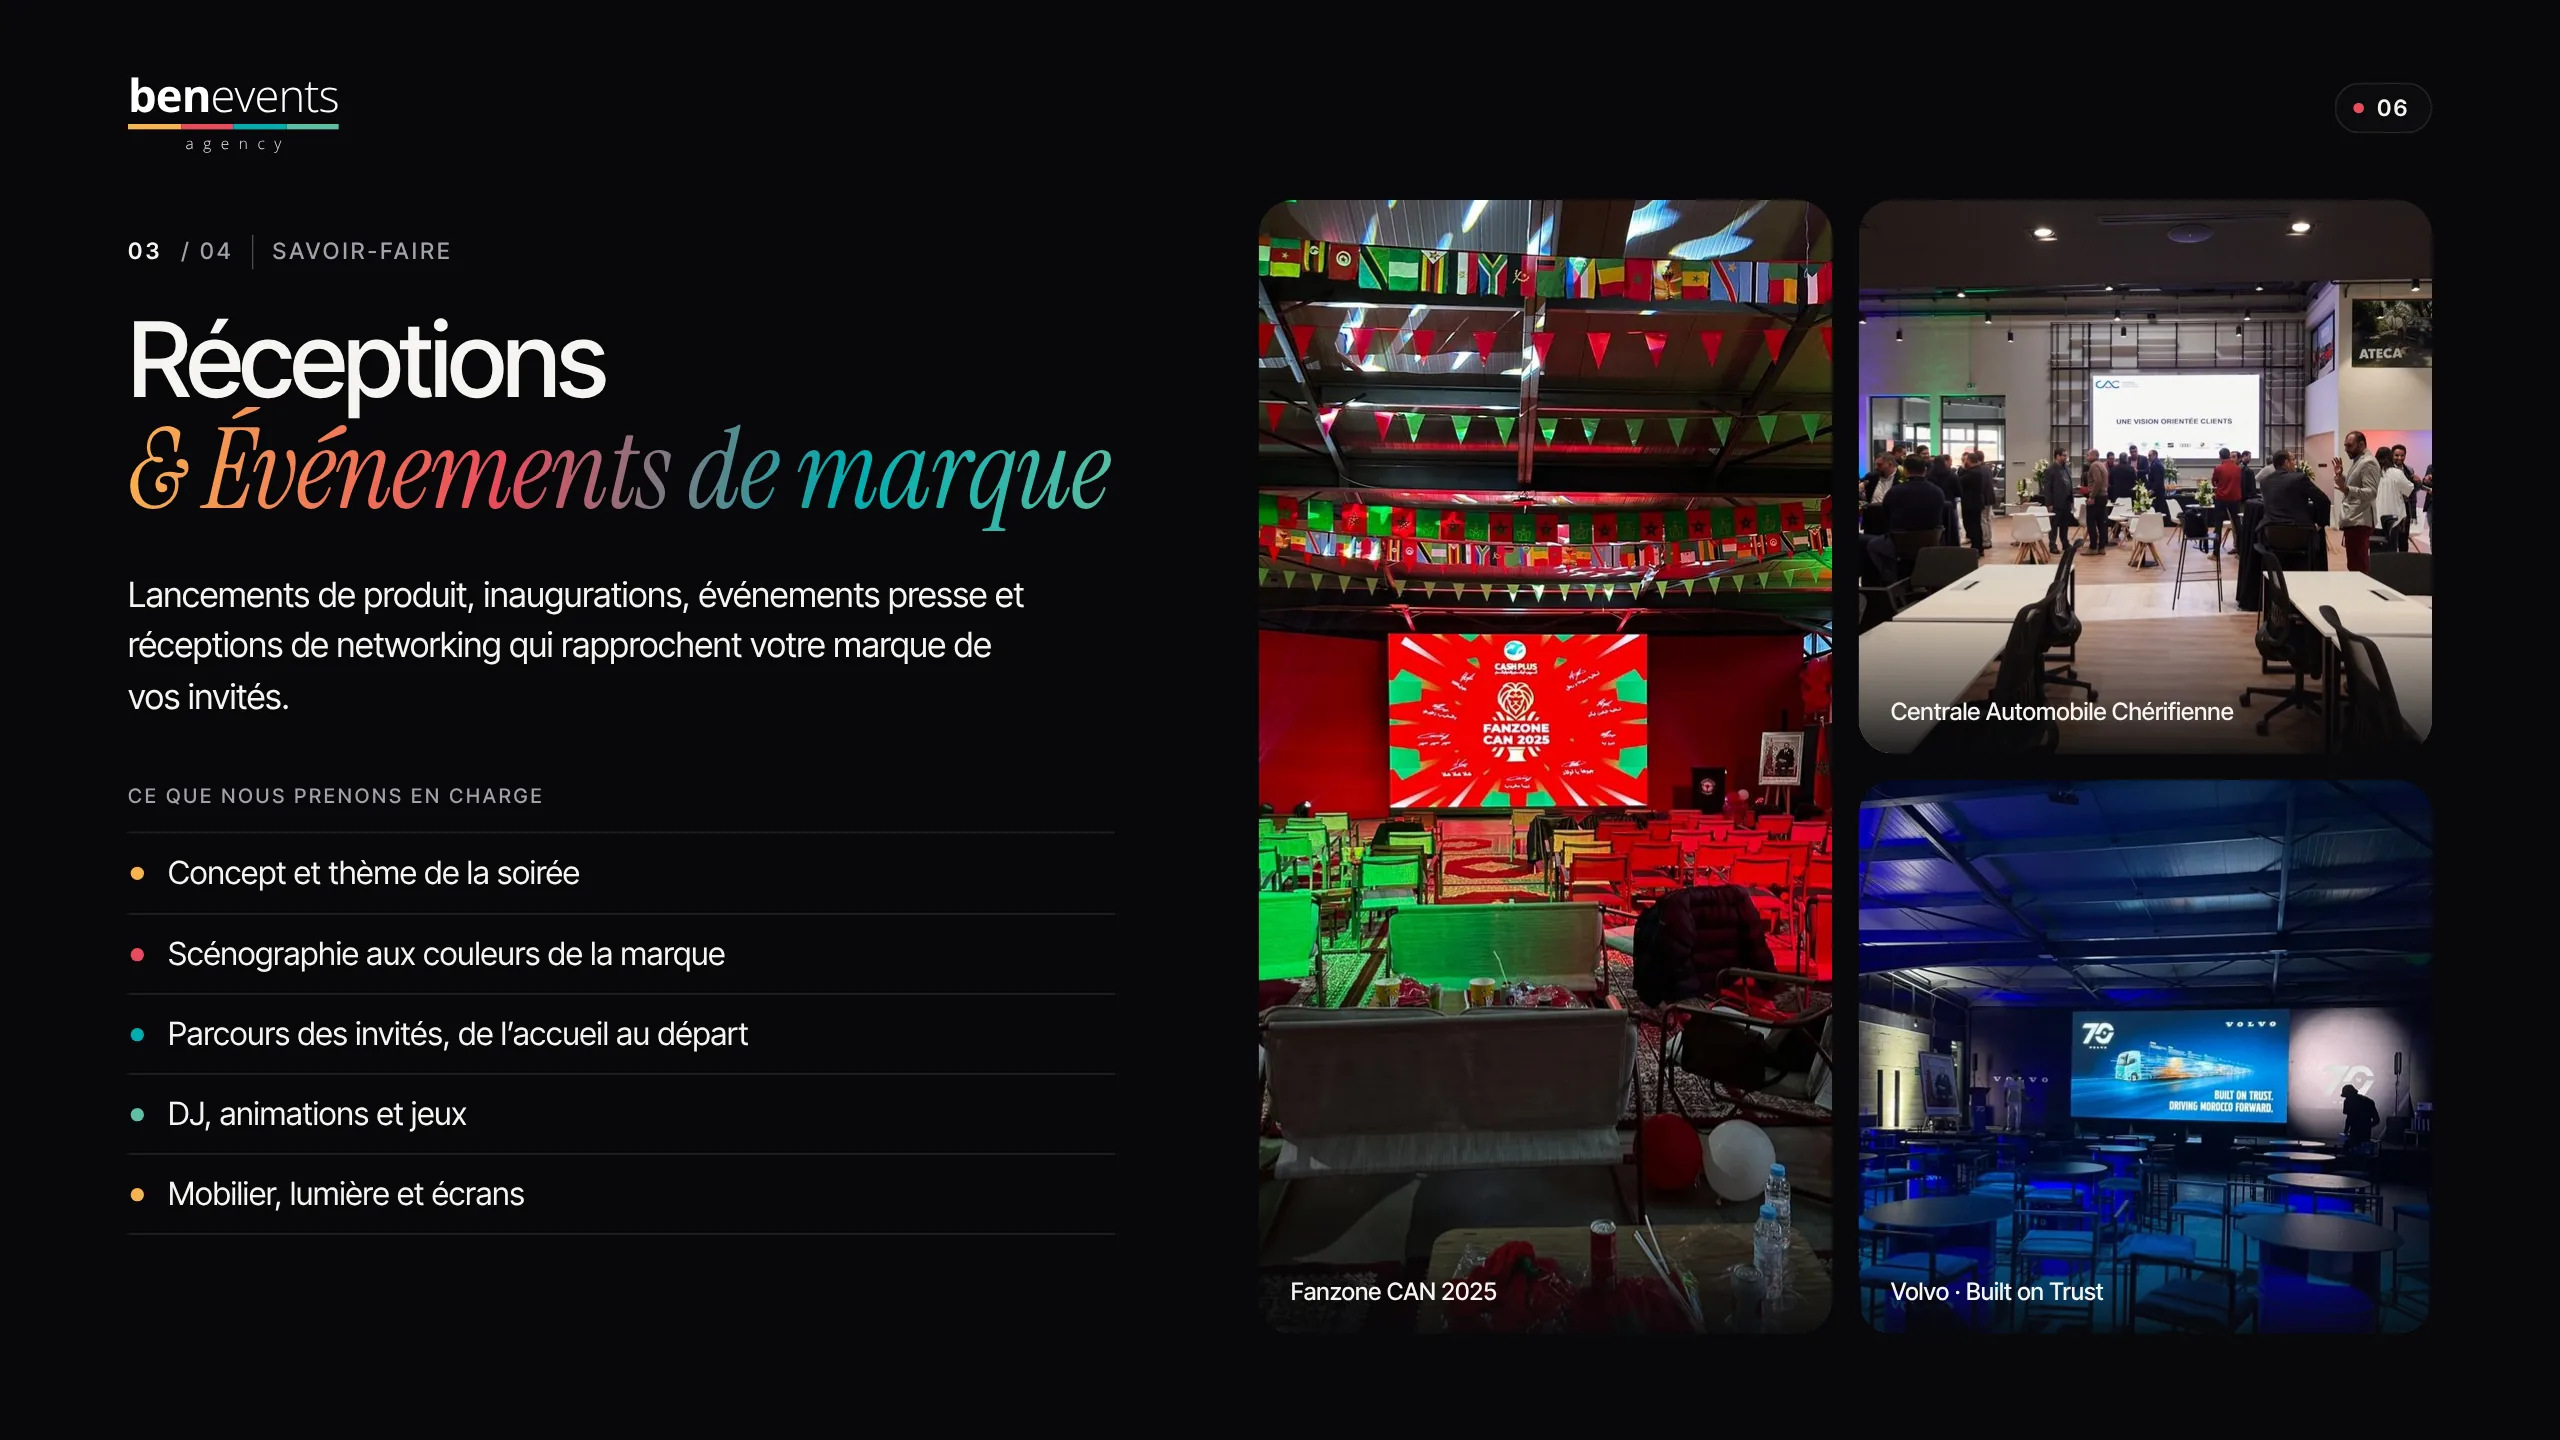 benevents
agency
06
03 / 04 SAVOIR-FAIRE
Réceptions
& Événements de marque
Lancements de produit, inaugurations, événements presse et
réceptions de networking qui rapprochent votre marque de
vos invités.
CE QUE NOUS PRENONS EN CHARGE
Concept et thème de la soirée
Scénographie aux couleurs de la marque
Parcours des invités, de l’accueil au départ
DJ, animations et jeux
Mobilier, lumière et écrans
CASH PLUS
FANZONE
CAN 2025
Fanzone CAN 2025
ATECA
CAC
UNE VISION ORIENTÉE CLIENTS
Centrale Automobile Chérifienne
70
VOLVO
VOLVO
70
BUILT ON TRUST.
DRIVING MOROCCO FORWARD.
Volvo · Built on Trust